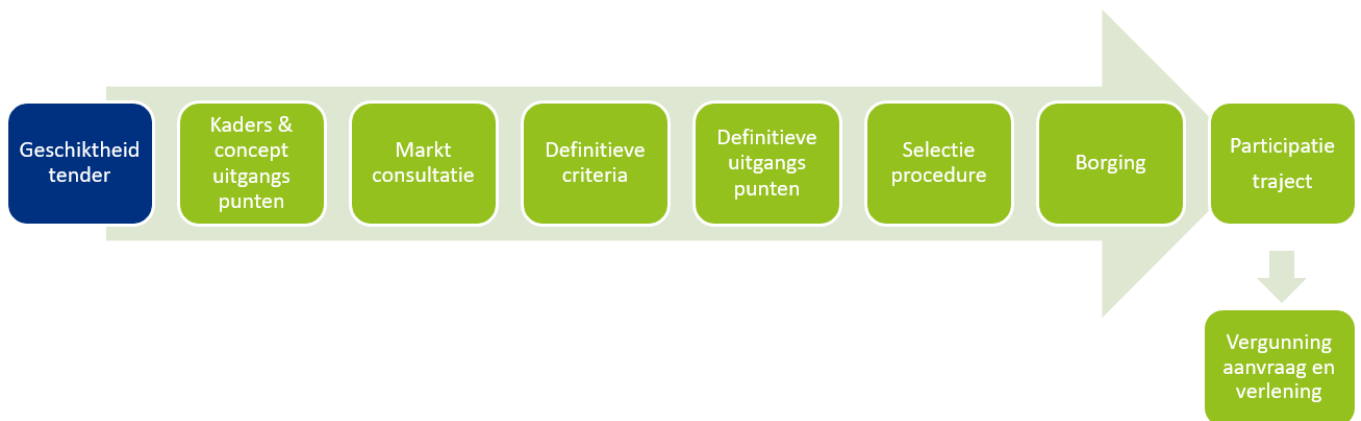 Geschiktheid
tender
Kaders &
concept
uitgangs
punten
Markt
consultatie
Definitieve
criteria
Definitieve
uitgangs
punten
Selectie
procedure
Borging
Participatie
traject
Vergunning
aanvraag en
verlening